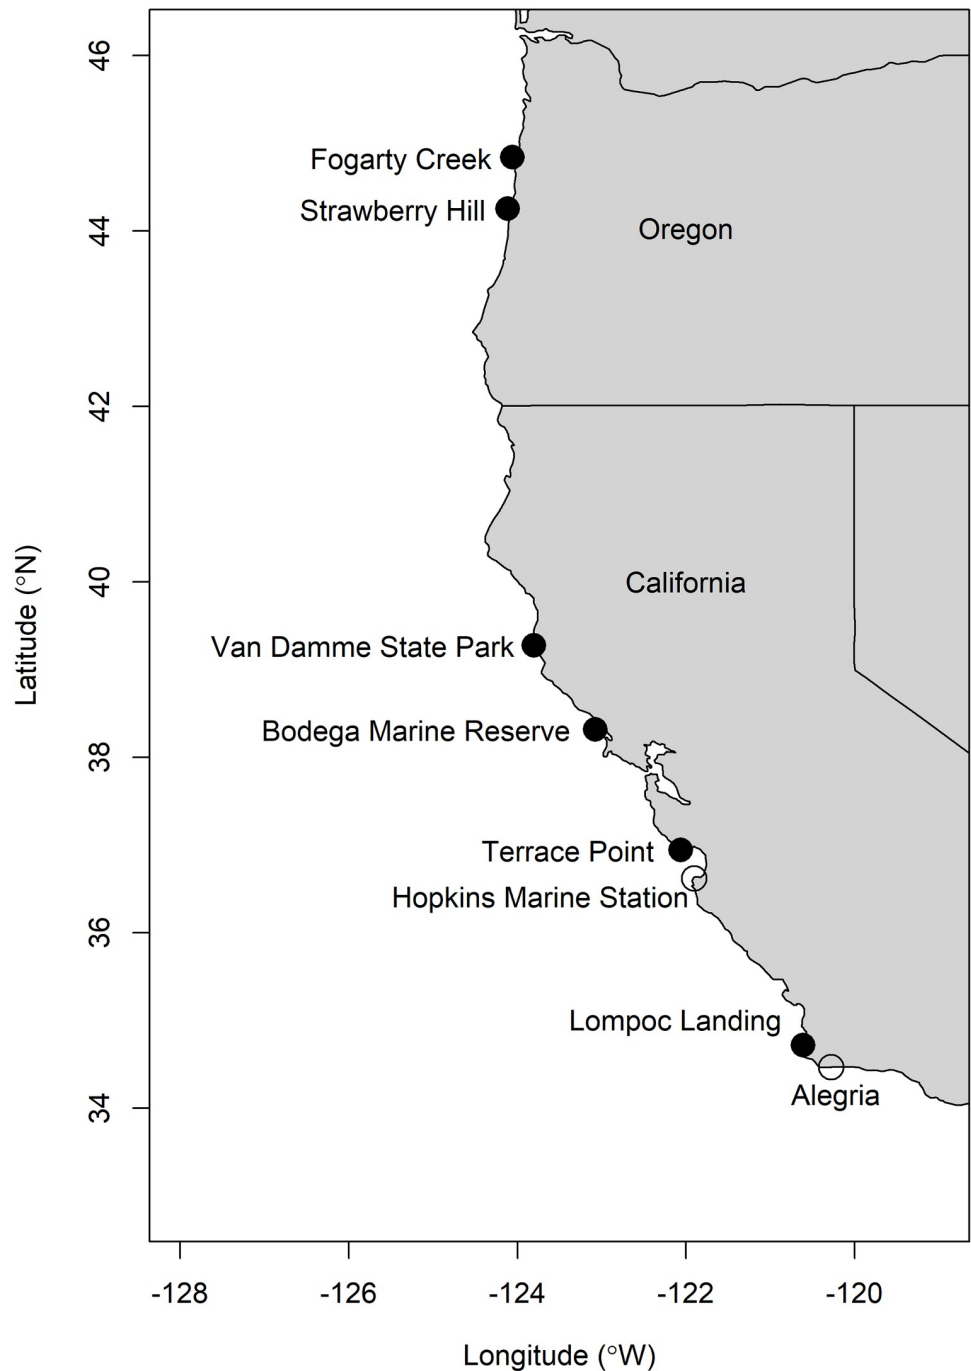 46
Fogarty Creek
Strawberry Hill
44
Oregon
42
Latitude (°N)
40
California
Van Damme State Park
Bodega Marine Reserve
38
Terrace Point
Hopkins Marine Station
36
Lompoc Landing
Alegria
34
-128 -126 -124 -122 -120
Longitude (°W)